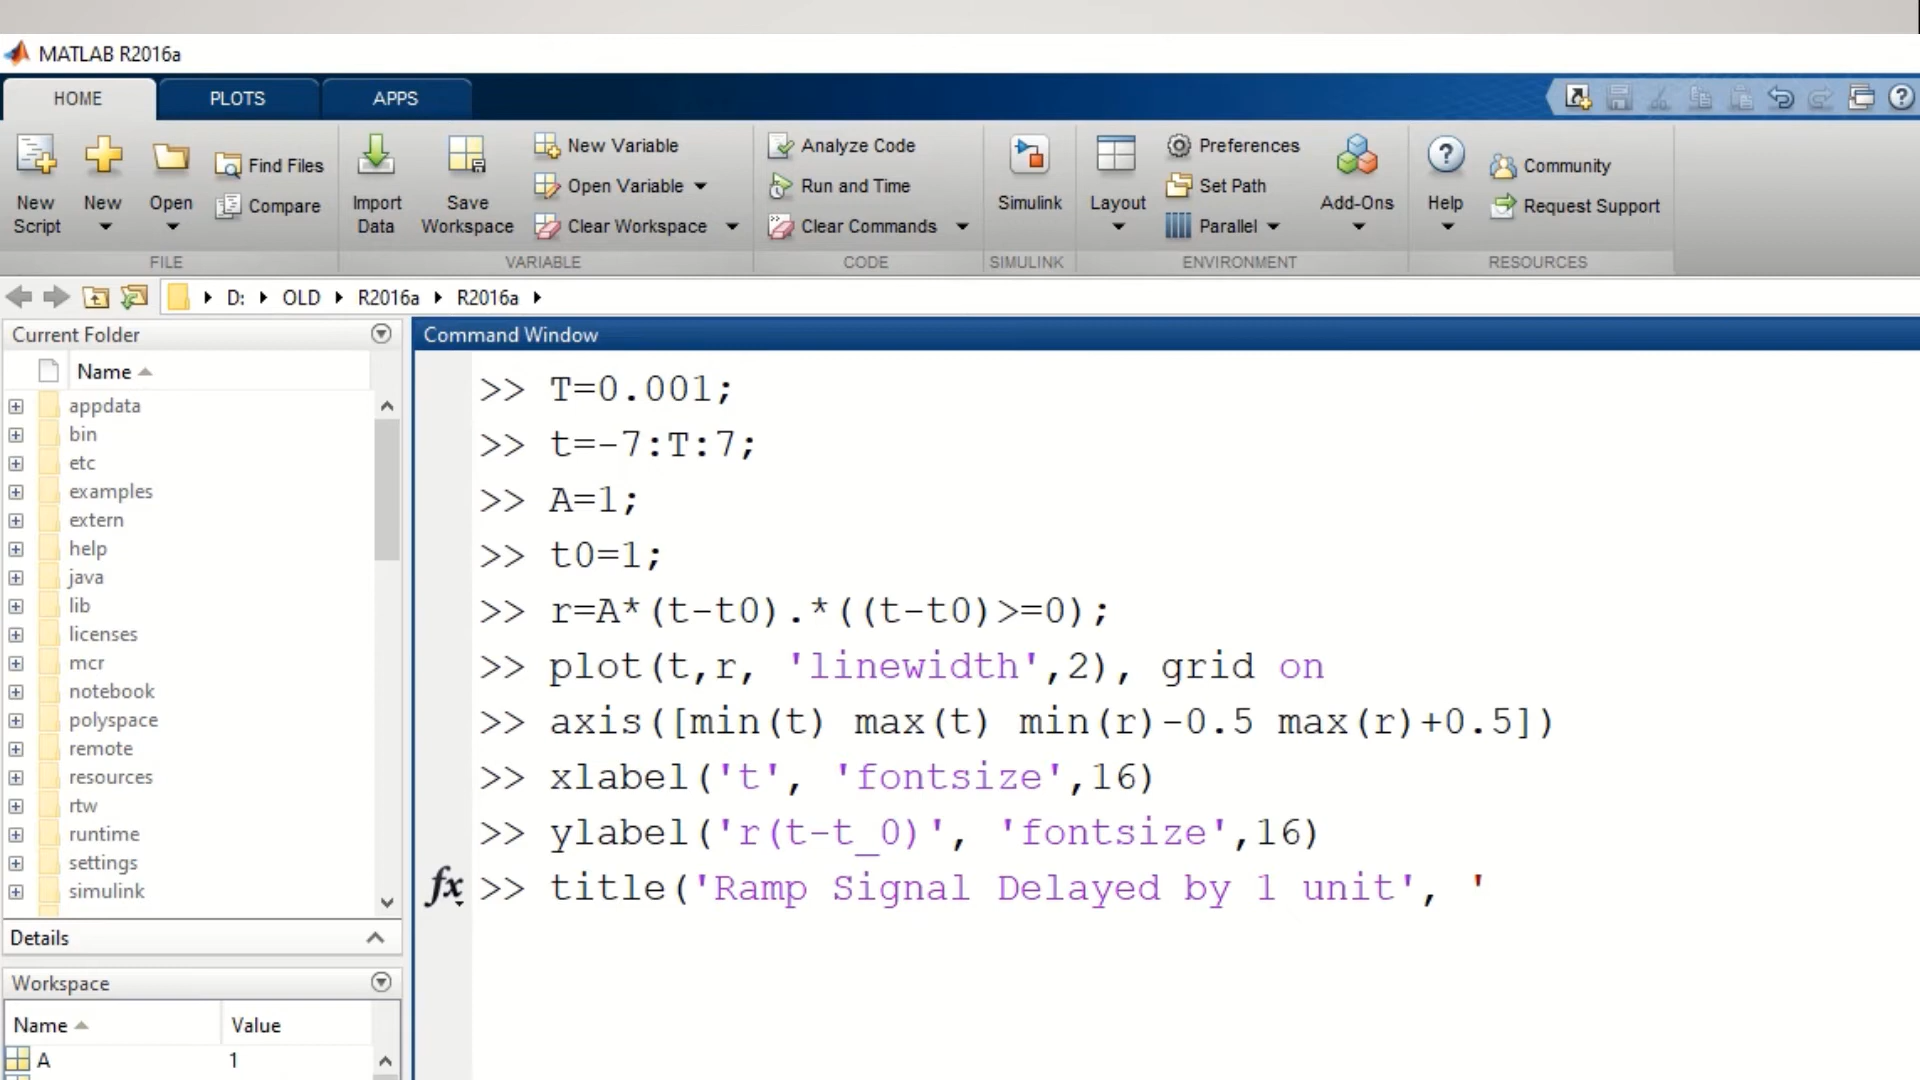 MATLAB R2016a
HOME PLOTS APPS
New Script
New
Open
Find Files
Compare
FILE
Import Data
Save Workspace
New Variable
Open Variable
Clear Workspace
VARIABLE
Analyze Code
Run and Time
Clear Commands
CODE
Simulink
SIMULINK
Layout
Preferences
Set Path
Parallel
Add-Ons
ENVIRONMENT
Help
Community
Request Support
RESOURCES
D: OLD R2016a R2016a
Current Folder
Name
appdata
bin
etc
examples
extern
help
java
lib
licenses
mcr
notebook
polyspace
remote
resources
rtw
runtime
settings
simulink
Details
Workspace
Name Value
A 1
Command Window
>> T=0.001;
>> t=-7:T:7;
>> A=1;
>> t0=1;
>> r=A*(t-t0).*((t-t0)>=0);
>> plot(t,r, 'linewidth',2), grid on
>> axis([min(t) max(t) min(r)-0.5 max(r)+0.5])
>> xlabel('t', 'fontsize',16)
>> ylabel('r(t-t_0)', 'fontsize',16)
fx >> title('Ramp Signal Delayed by 1 unit', '